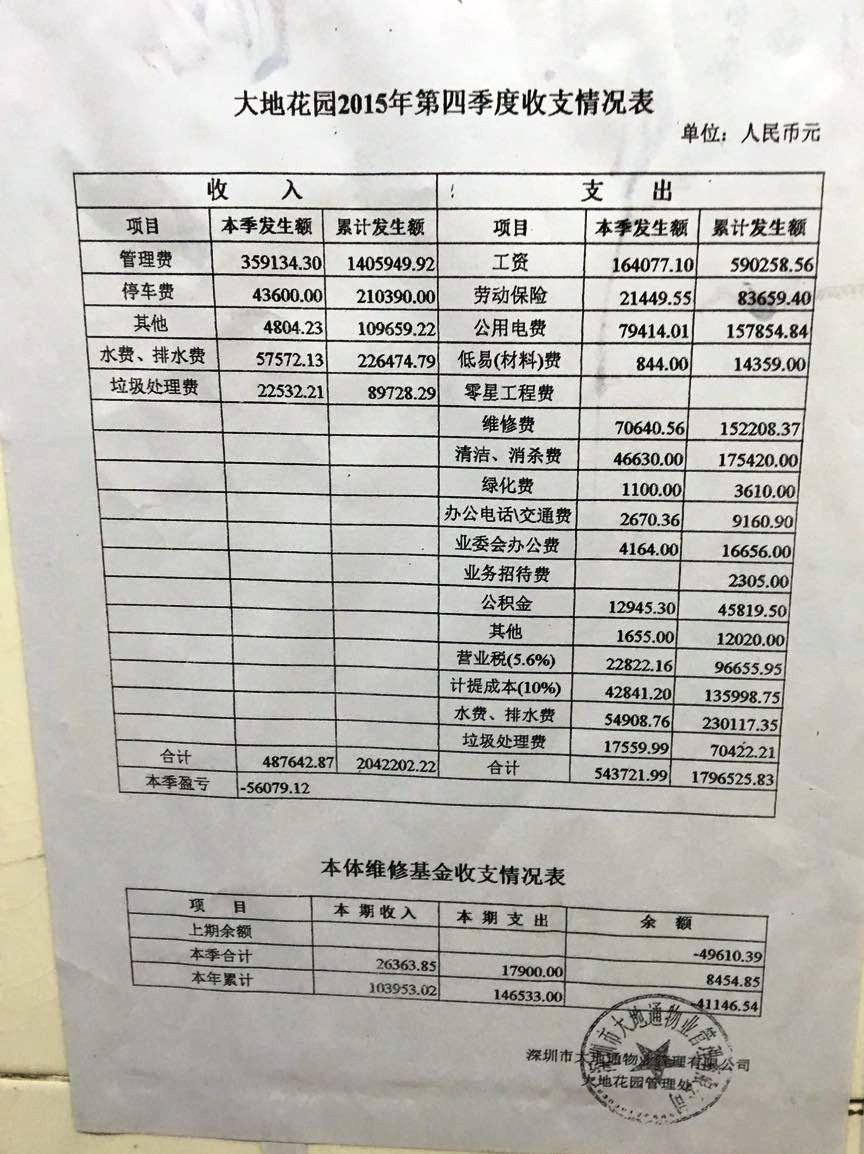 大地花园2015年第四季度收支情况表
单位：人民币元
收 入 支 出
项目 本季发生额 累计发生额 项目 本季发生额 累计发生额
管理费 359134.30 1405949.92 工资 164077.10 590258.56
停车费 43600.00 210390.00 劳动保险 21449.55 83659.40
其他 4804.23 109659.22 公用电费 79414.01 157854.84
水费、排水费 57572.13 226474.79 低易(材料)费 844.00 14359.00
垃圾处理费 22532.21 89728.29 零星工程费
维修费 70640.56 152208.37
清洁、消杀费 46630.00 175420.00
绿化费 1100.00 3610.00
办公电话\交通费 2670.36 9160.90
业委会办公费 4164.00 16656.00
业务招待费 2305.00
公积金 12945.30 45819.50
其他 1655.00 12020.00
营业税(5.6%) 22822.16 96655.95
计提成本(10%) 42841.20 135998.75
水费、排水费 54908.76 230117.35
垃圾处理费 17559.99 70422.21
合计 487642.87 2042202.22 合计 543721.99 1796525.83
本季盈亏 -56079.12
本体维修基金收支情况表
项 目 本 期 收 入 本 期 支 出 余 额
上期余额 -49610.39
本季合计 26363.85 17900.00 8454.85
本年累计 103953.02 146533.00 -41146.54
深圳市大地通物业管理有限公司
大地花园管理处
深圳市大地通物业管理有限公司